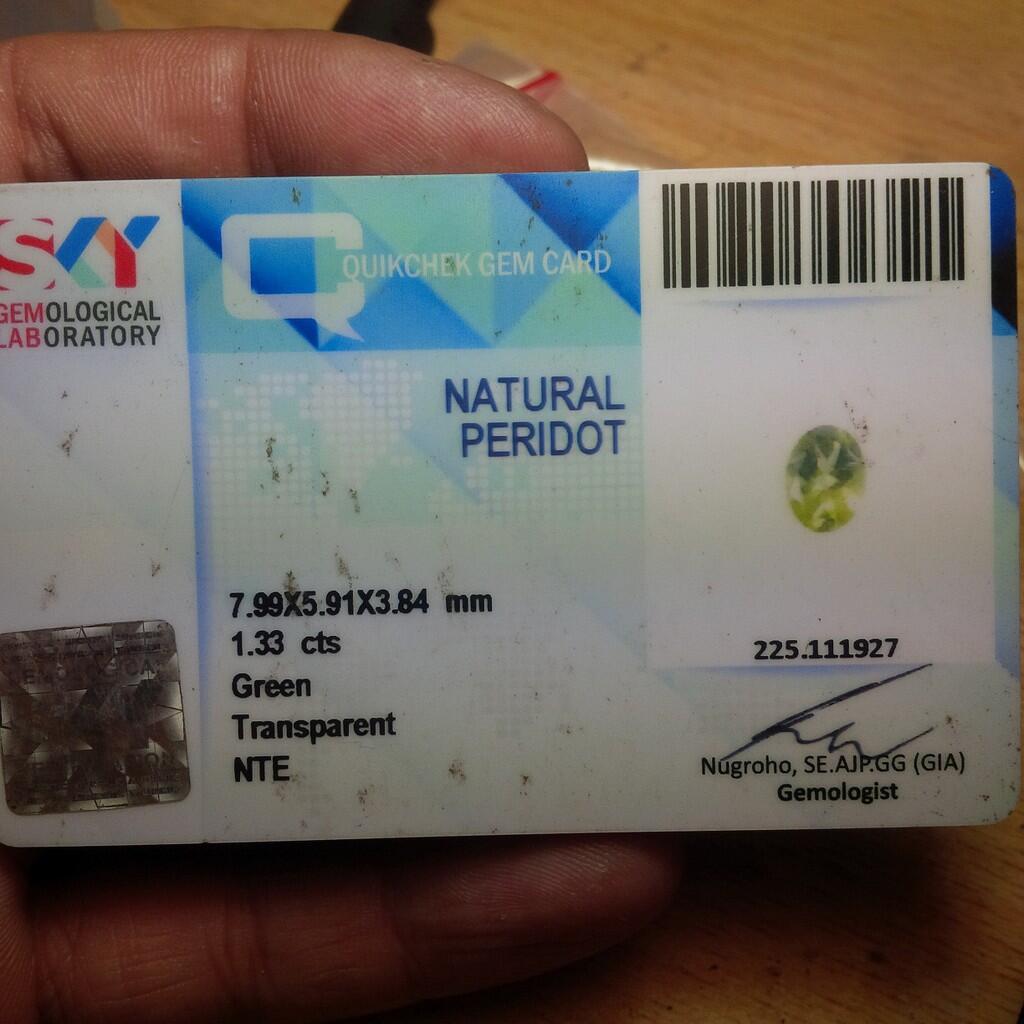 SKY
GEMOLOGICAL
LABORATORY
QUIKCHEK GEM CARD
NATURAL
PERIDOT
7.99X5.91X3.84 mm
1.33 cts
Green
Transparent
NTE
225.111927
Nugroho, SE.AJP.GG (GIA)
Gemologist